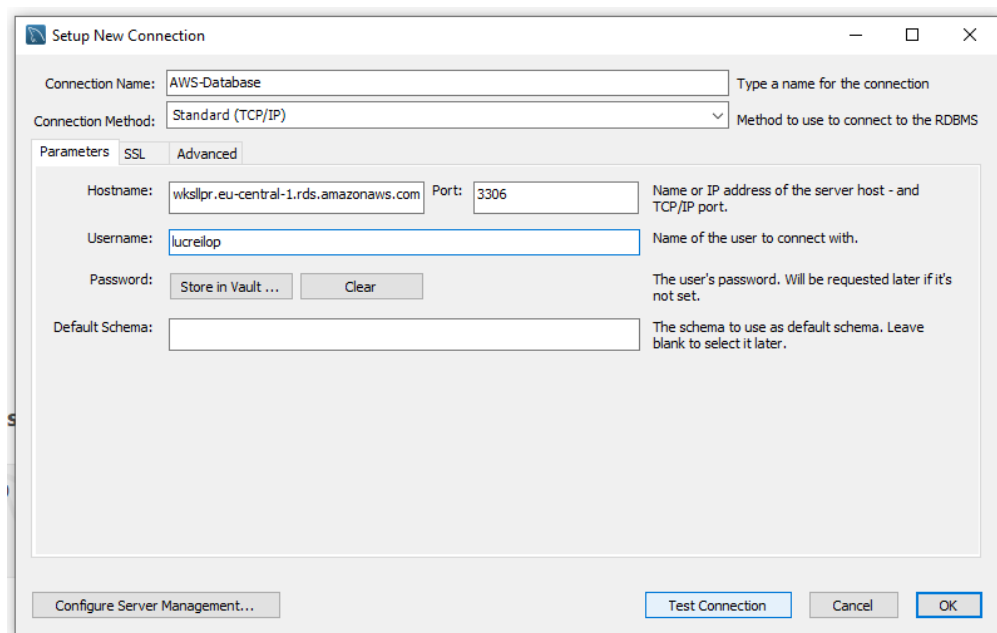 Setup New Connection
Connection Name: AWS-Database Type a name for the connection
Connection Method: Standard (TCP/IP) Method to use to connect to the RDBMS
Parameters SSL Advanced
Hostname: wksllpr.eu-central-1.rds.amazonaws.com Port: 3306 Name or IP address of the server host - and
TCP/IP port.
Username: lucreilop Name of the user to connect with.
Password: Store in Vault ... Clear The user's password. Will be requested later if it's
not set.
Default Schema: The schema to use as default schema. Leave
blank to select it later.
Configure Server Management... Test Connection Cancel OK